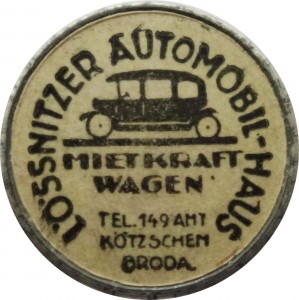 LÖSSNITZER AUTOMOBIL-HAUS
MIETKRAFT
WAGEN
TEL. 149 AMT
KÖTZSCHEN
BRODA.